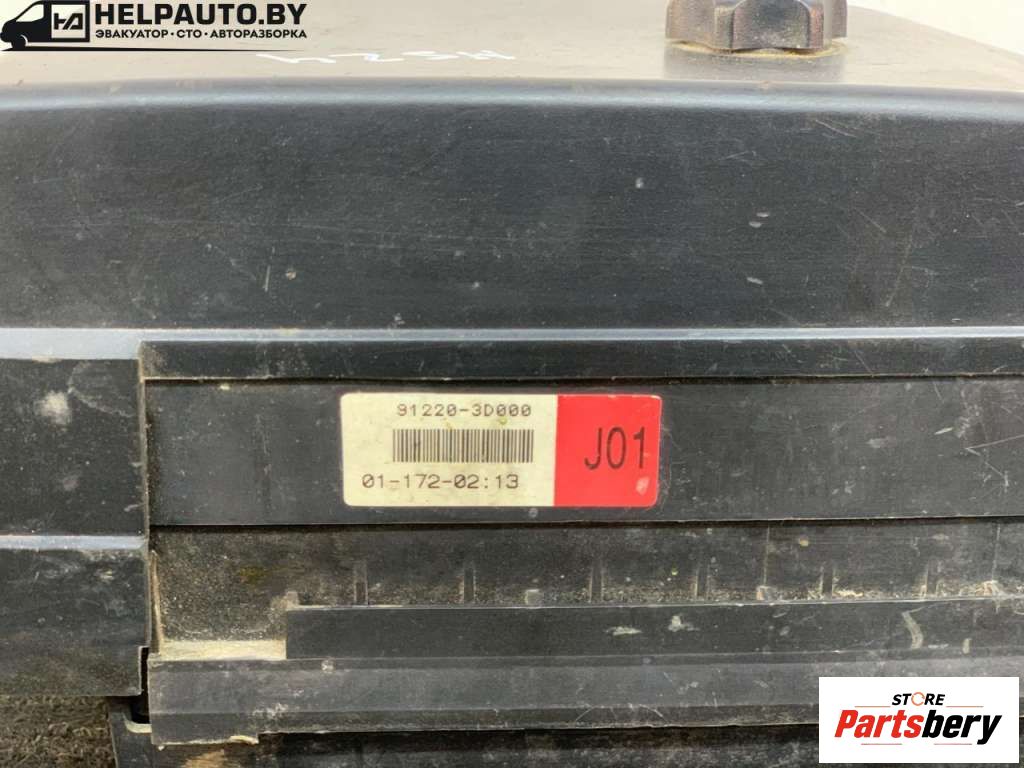 HELPAUTO.BY
ЭВАКУАТОР • СТО • АВТОРАЗБОРКА
91220-3D000
J01
01-172-02:13
STORE
Partsbery